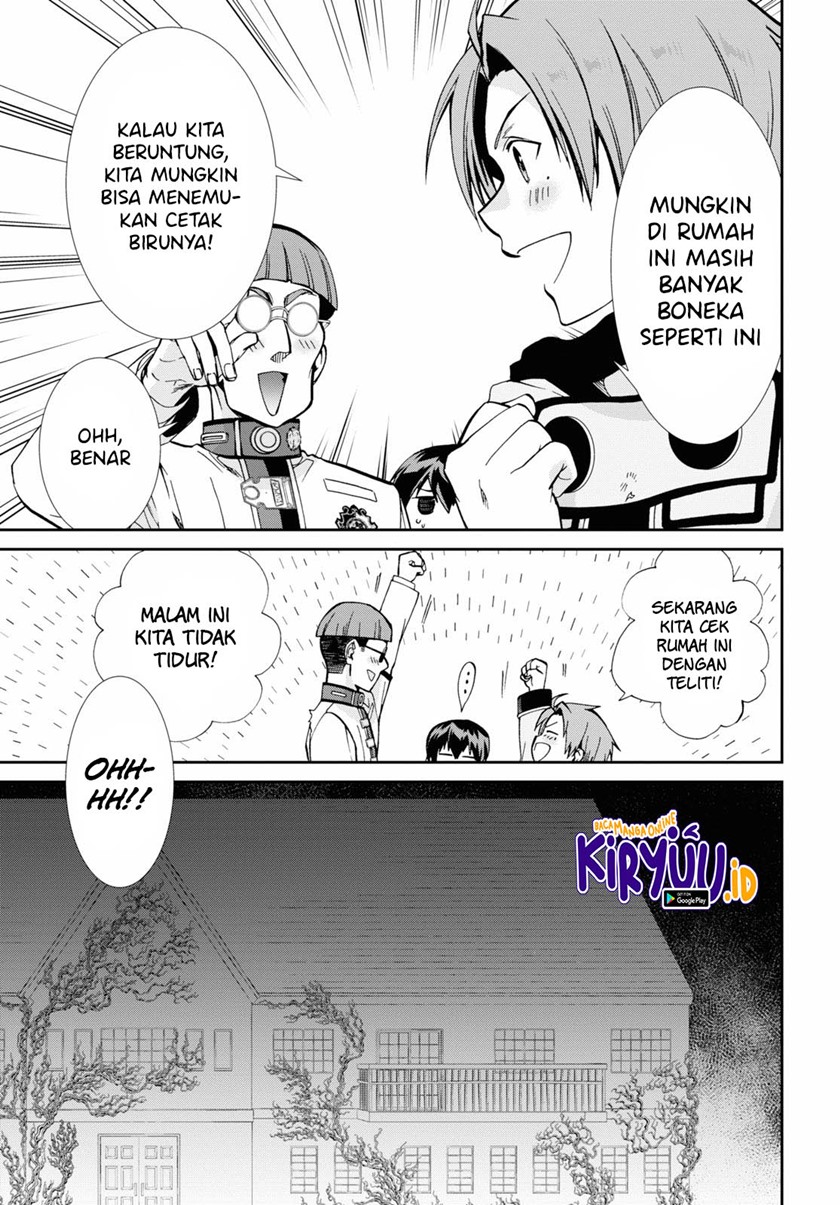 MUNGKIN
DI RUMAH
INI MASIH
BANYAK
BONEKA
SEPERTI INI
KALAU KITA
BERUNTUNG,
KITA MUNGKIN
BISA MENEMU-
KAN CETAK
BIRUNYA!
OHH,
BENAR
SEKARANG
KITA CEK
RUMAH INI
DENGAN
TELITI!
...
MALAM INI
KITA TIDAK
TIDUR!
OHH-
HH!!
BACA MANGA ONLINE
KIRYUU.ID
GET IT ON
Google Play